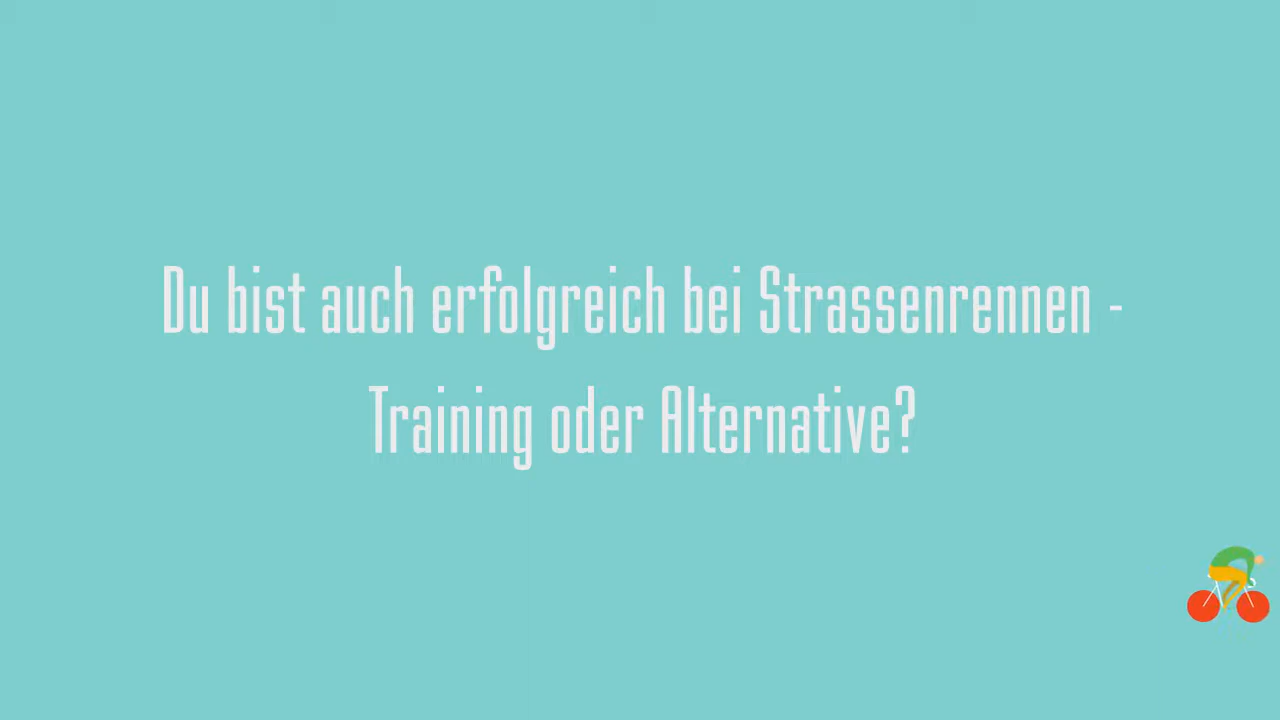 Du bist auch erfolgreich bei Strassenrennen -
Training oder Alternative?